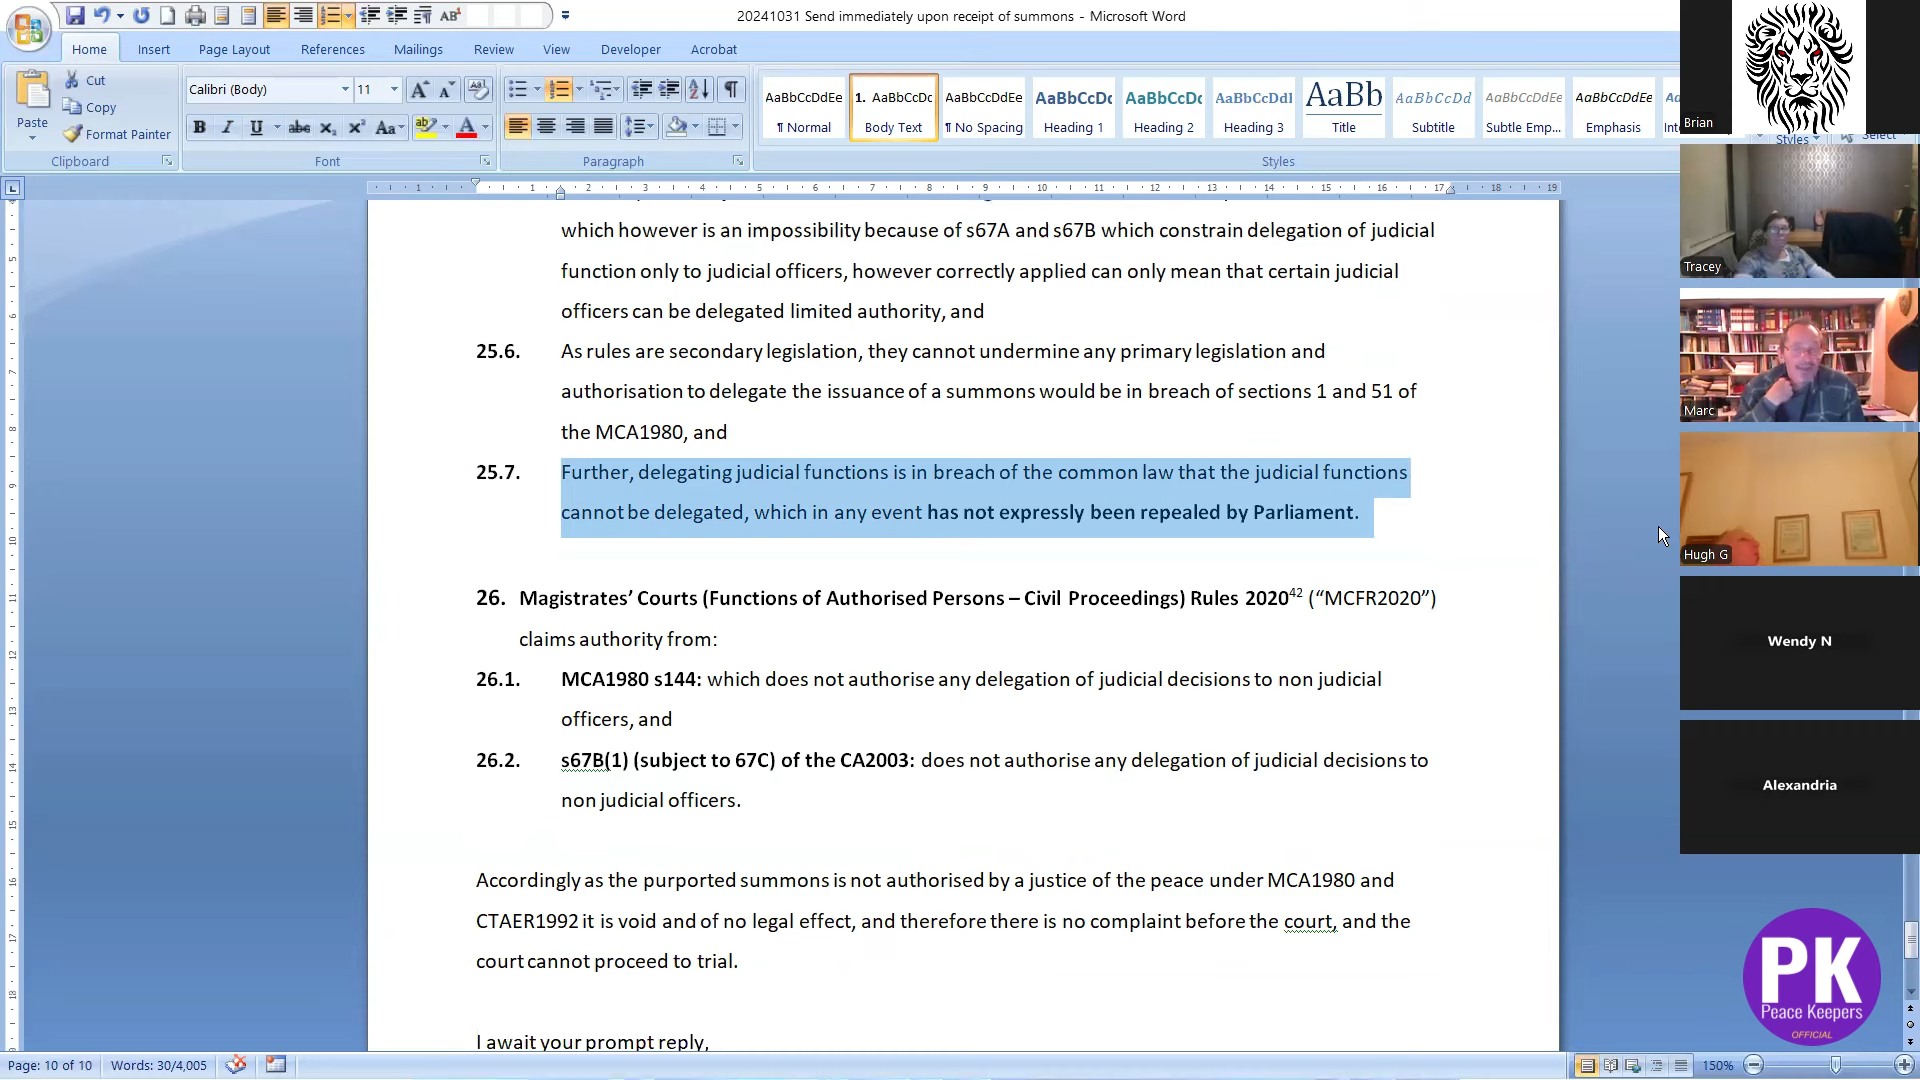 20241031 Send immediately upon receipt of summons - Microsoft Word
Home Insert Page Layout References Mailings Review View Developer Acrobat
Paste
Cut
Copy
Format Painter
Clipboard
Calibri (Body) 11
Font
Paragraph
AaBbCcDdEe 1. AaBbCcDc AaBbCcDdEe AaBbCcDc AaBbCcDc AaBbCcDdI AaBb AaBbCcDd AaBbCcDdEe AaBbCcDdEe
¶ Normal Body Text ¶ No Spacing Heading 1 Heading 2 Heading 3 Title Subtitle Subtle Emp... Emphasis
Styles
Styles
Select
which however is an impossibility because of s67A and s67B which constrain delegation of judicial
function only to judicial officers, however correctly applied can only mean that certain judicial
officers can be delegated limited authority, and
25.6. As rules are secondary legislation, they cannot undermine any primary legislation and
authorisation to delegate the issuance of a summons would be in breach of sections 1 and 51 of
the MCA1980, and
25.7. Further, delegating judicial functions is in breach of the common law that the judicial functions
cannot be delegated, which in any event has not expressly been repealed by Parliament.
26. Magistrates’ Courts (Functions of Authorised Persons – Civil Proceedings) Rules 2020⁴² (“MCFR2020”)
claims authority from:
26.1. MCA1980 s144: which does not authorise any delegation of judicial decisions to non judicial
officers, and
26.2. s67B(1) (subject to 67C) of the CA2003: does not authorise any delegation of judicial decisions to
non judicial officers.
Accordingly as the purported summons is not authorised by a justice of the peace under MCA1980 and
CTAER1992 it is void and of no legal effect, and therefore there is no complaint before the court, and the
court cannot proceed to trial.
I await your prompt reply,
Page: 10 of 10 Words: 30/4,005 150%
Brian
Tracey
Marc
Hugh G
Wendy N
Alexandria
PK
Peace Keepers
OFFICIAL